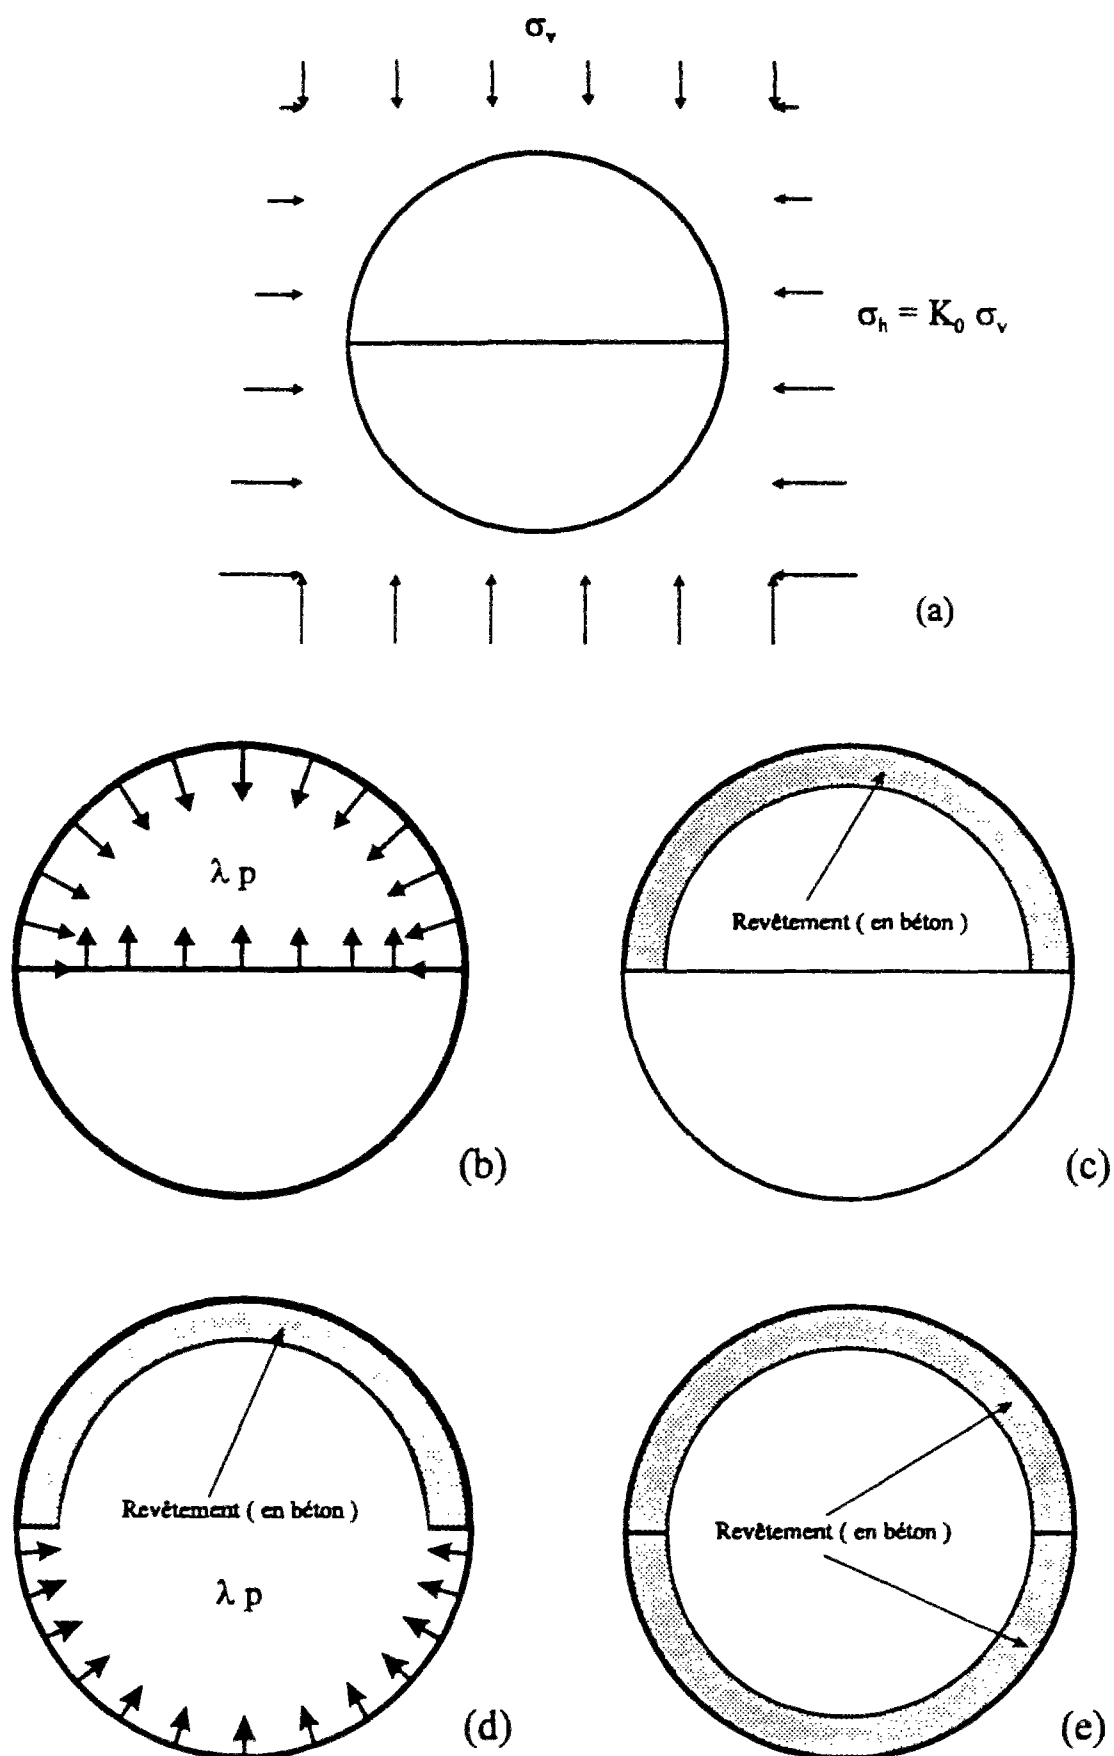 σᵥ
σₕ = K₀ σᵥ
(a)
λ p
Revêtement ( en béton )
(b)
(c)
Revêtement ( en béton )
λ p
Revêtement ( en béton )
(d)
(e)